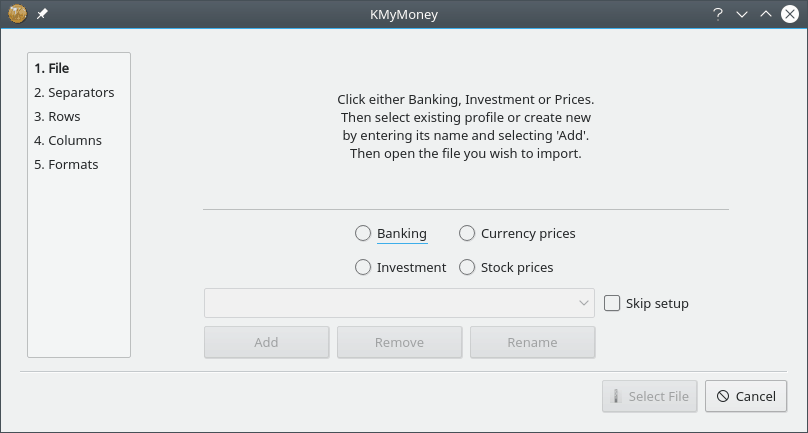 KMyMoney
1. File
2. Separators
3. Rows
4. Columns
5. Formats
Click either Banking, Investment or Prices.
Then select existing profile or create new
by entering its name and selecting 'Add'.
Then open the file you wish to import.
Banking
Currency prices
Investment
Stock prices
Skip setup
Add
Remove
Rename
Select File
Cancel